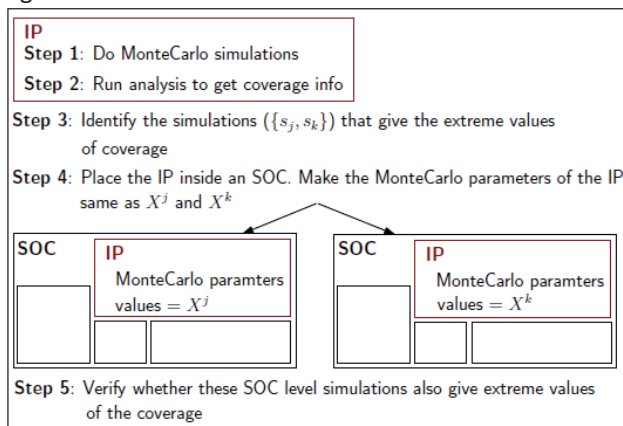 IP
Step 1: Do MonteCarlo simulations
Step 2: Run analysis to get coverage info
Step 3: Identify the simulations ({s_j, s_k}) that give the extreme values
of coverage
Step 4: Place the IP inside an SOC. Make the MonteCarlo parameters of the IP
same as X^j and X^k
SOC
IP
MonteCarlo paramters
values = X^j
SOC
IP
MonteCarlo paramters
values = X^k
Step 5: Verify whether these SOC level simulations also give extreme values
of the coverage